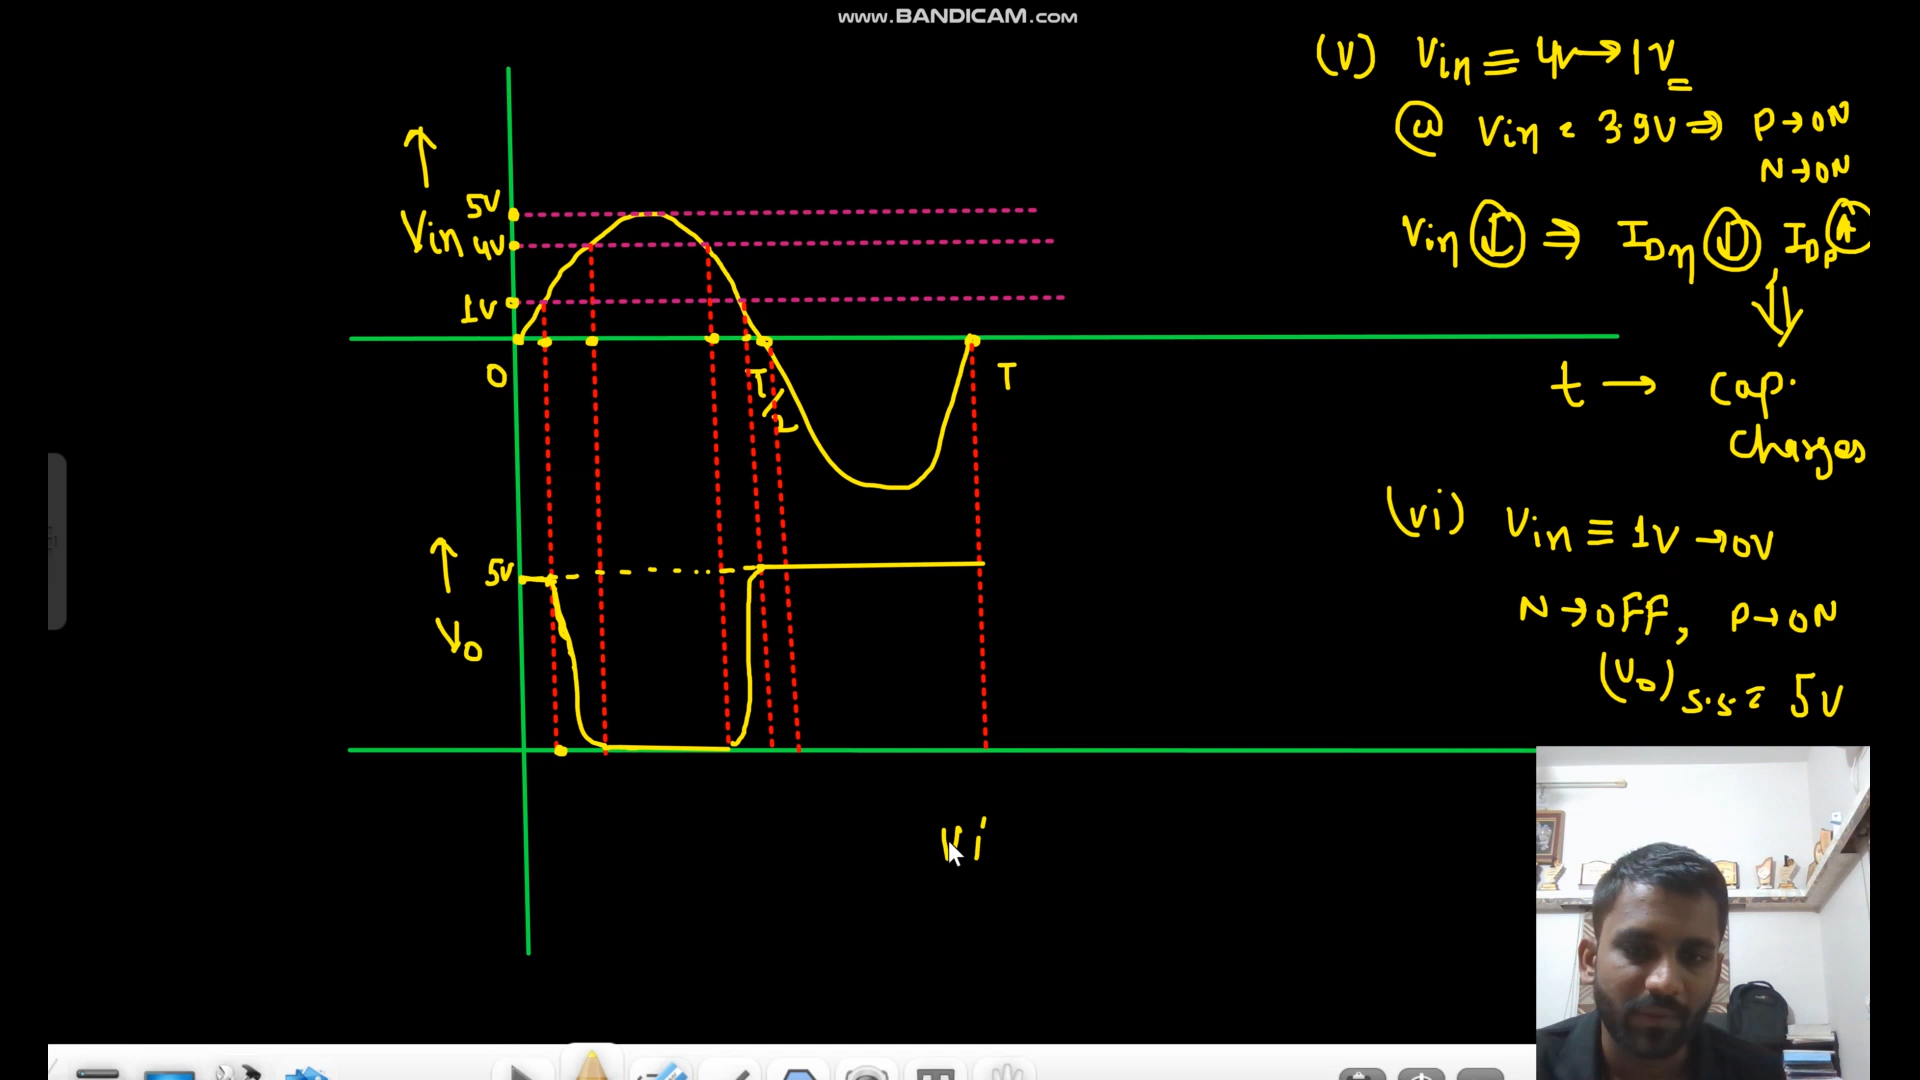 www.BANDICAM.com
(V) Vin ≡ 4V → 1V
@ Vin = 3.9V ⇒ P → ON
N → ON
Vin ↓ ⇒ IDn ↓ IDp ↑
⇓
t → Cap. Charges
(vi) Vin ≡ 1V → 0V
N → OFF, P → ON
(Vo)s.s = 5V
↑
Vin
5V
4V
1V
0
T/2
T
↑
Vo
5V
Vi